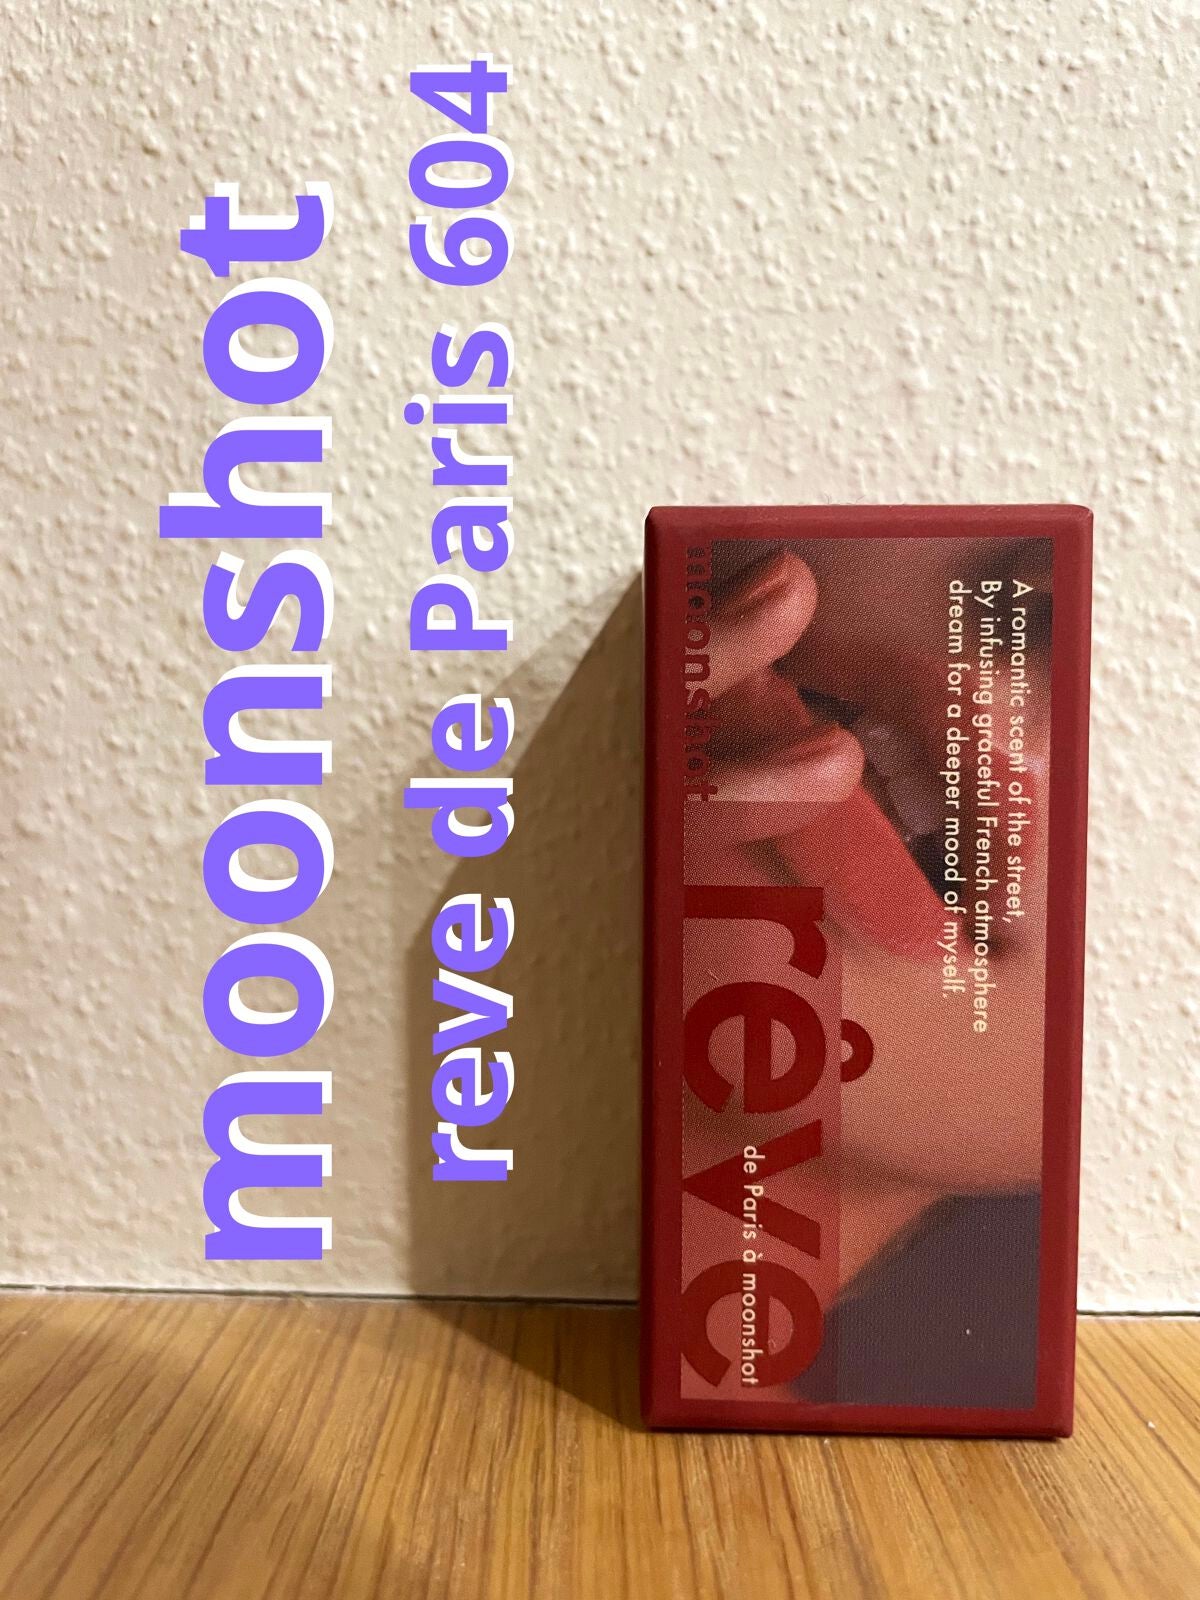 moonshot
reve de Paris 604
moonshot
A romantic scent of the street,
By infusing graceful French atmosphere
dream for a deeper mood of myself.
rêve
de Paris à moonshot